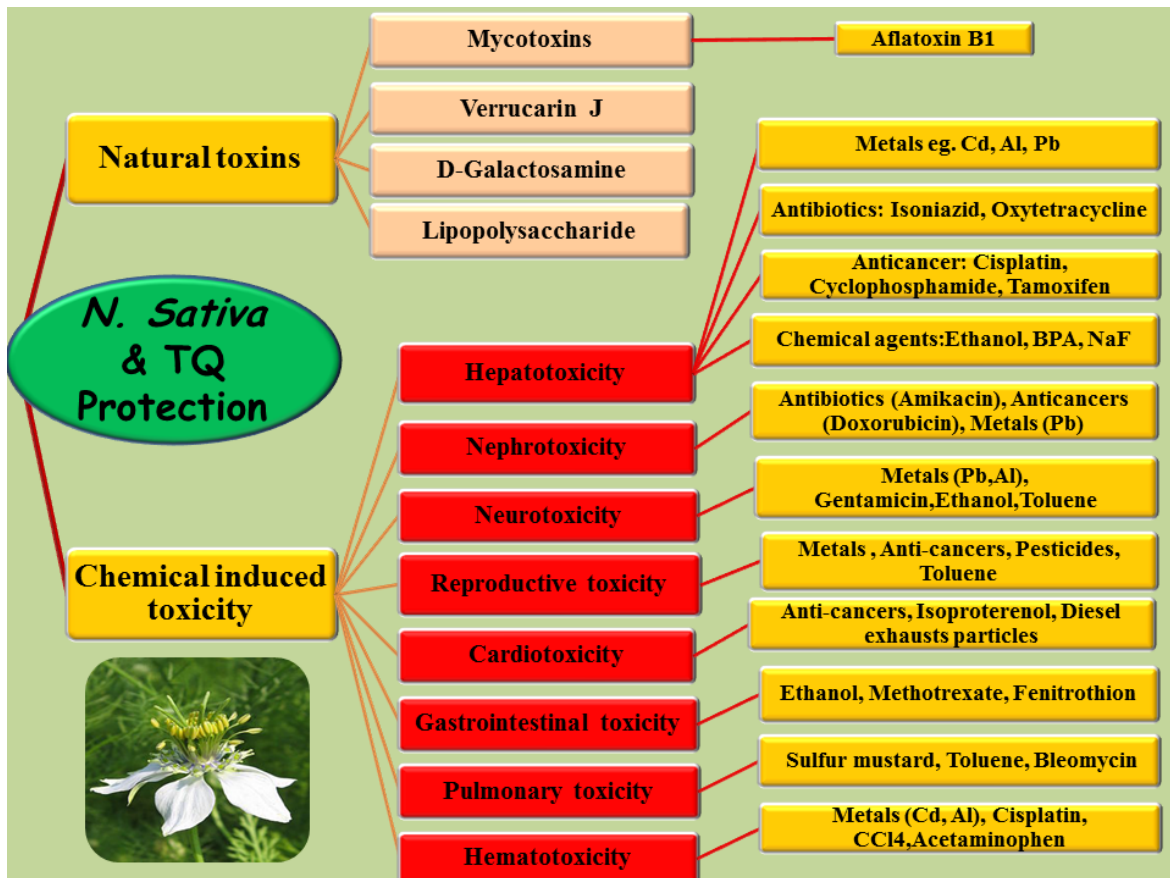 Mycotoxins
Aflatoxin B1
Verrucarin J
D-Galactosamine
Lipopolysaccharide
Natural toxins
N. Sativa
& TQ
Protection
Chemical induced
toxicity
Hepatotoxicity
Metals eg. Cd, Al, Pb
Antibiotics: Isoniazid, Oxytetracycline
Anticancer: Cisplatin,
Cyclophosphamide, Tamoxifen
Chemical agents:Ethanol, BPA, NaF
Nephrotoxicity
Antibiotics (Amikacin), Anticancers
(Doxorubicin), Metals (Pb)
Neurotoxicity
Metals (Pb,Al),
Gentamicin,Ethanol,Toluene
Reproductive toxicity
Metals , Anti-cancers, Pesticides,
Toluene
Cardiotoxicity
Anti-cancers, Isoproterenol, Diesel
exhausts particles
Gastrointestinal toxicity
Ethanol, Methotrexate, Fenitrothion
Pulmonary toxicity
Sulfur mustard, Toluene, Bleomycin
Hematotoxicity
Metals (Cd, Al), Cisplatin,
CCl4,Acetaminophen